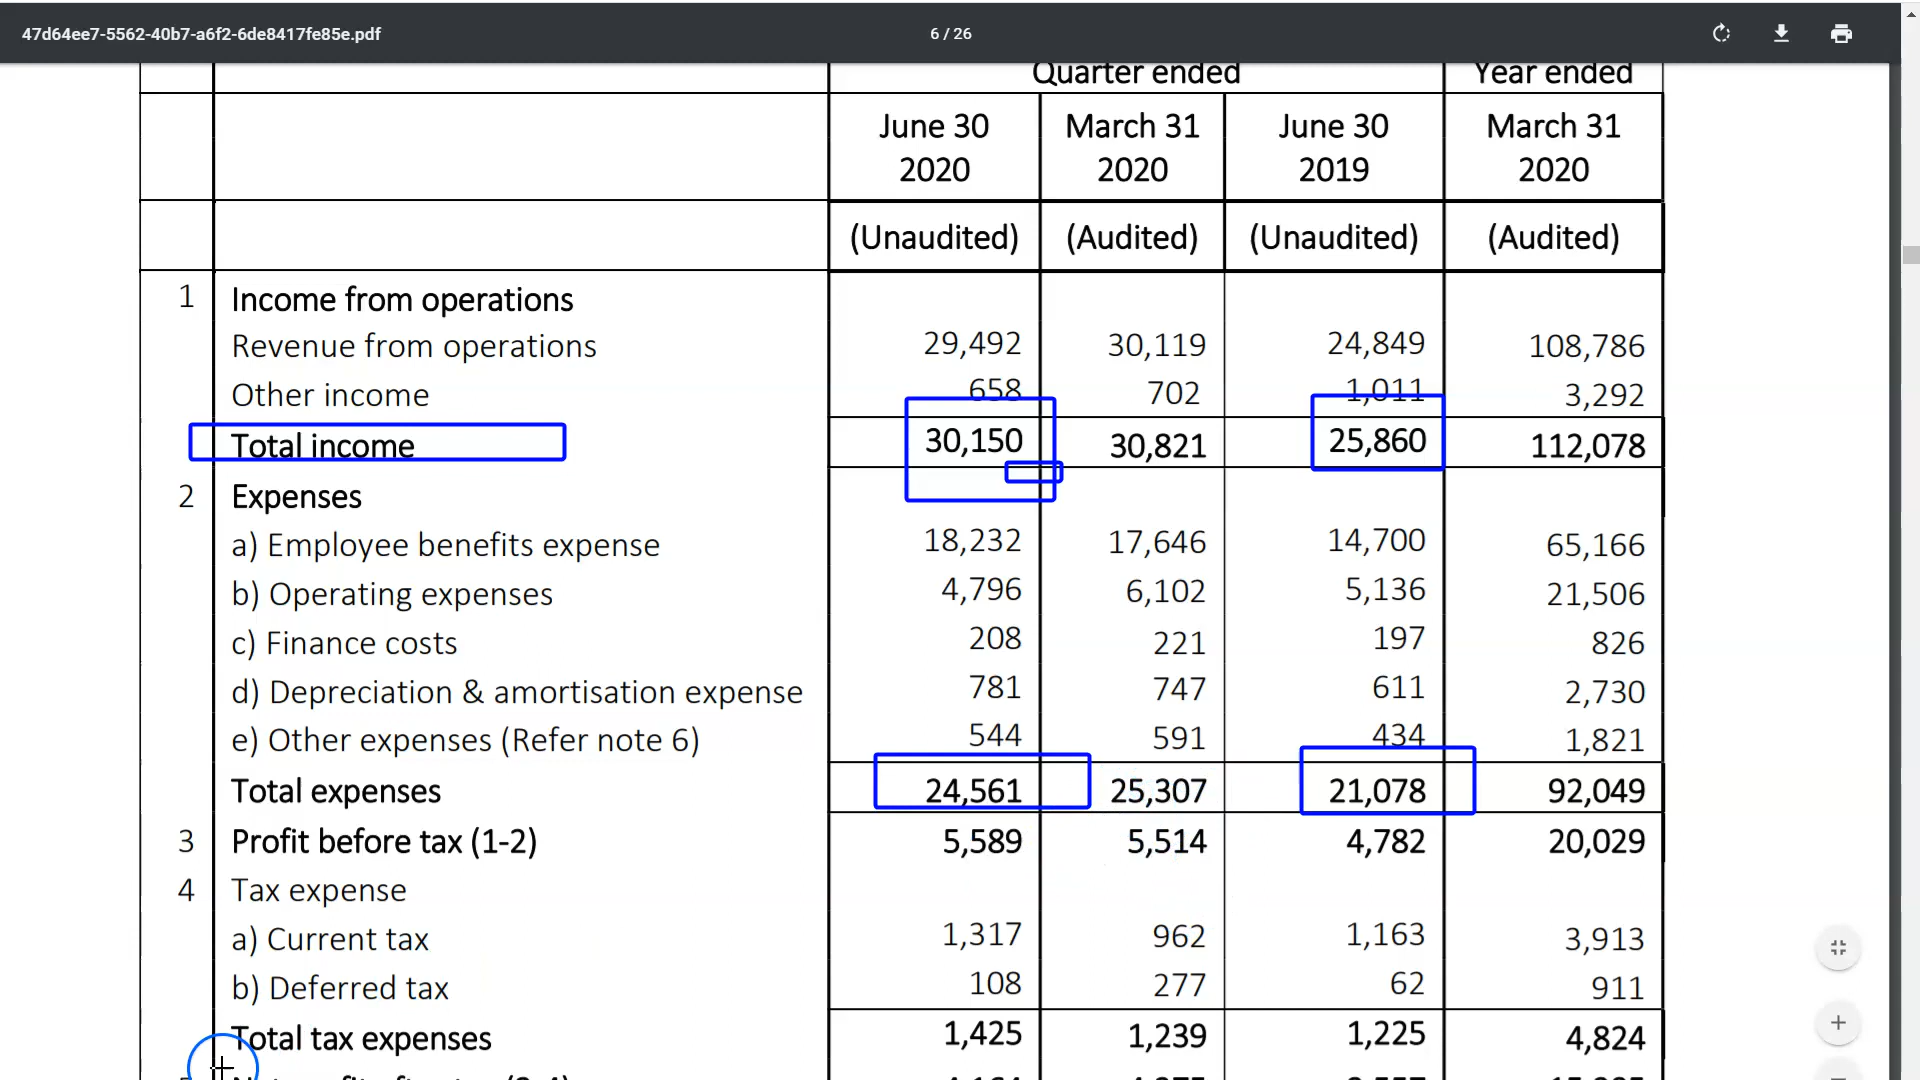 47d64ee7-5562-40b7-a6f2-6de8417fe85e.pdf 6 / 26
Quarter ended Year ended
June 30 2020 March 31 2020 June 30 2019 March 31 2020
(Unaudited) (Audited) (Unaudited) (Audited)
1 Income from operations
Revenue from operations 29,492 30,119 24,849 108,786
Other income 658 702 1,011 3,292
Total income 30,150 30,821 25,860 112,078
2 Expenses
a) Employee benefits expense 18,232 17,646 14,700 65,166
b) Operating expenses 4,796 6,102 5,136 21,506
c) Finance costs 208 221 197 826
d) Depreciation & amortisation expense 781 747 611 2,730
e) Other expenses (Refer note 6) 544 591 434 1,821
Total expenses 24,561 25,307 21,078 92,049
3 Profit before tax (1-2) 5,589 5,514 4,782 20,029
4 Tax expense
a) Current tax 1,317 962 1,163 3,913
b) Deferred tax 108 277 62 911
Total tax expenses 1,425 1,239 1,225 4,824